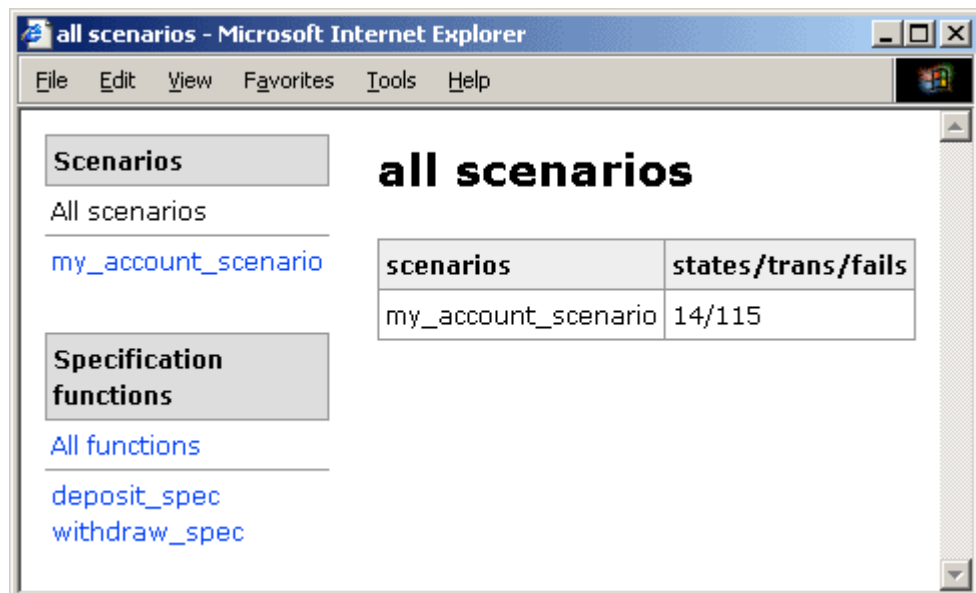 all scenarios - Microsoft Internet Explorer
File Edit View Favorites Tools Help
Scenarios
All scenarios
my_account_scenario
Specification
functions
All functions
deposit_spec
withdraw_spec
all scenarios
scenarios states/trans/fails
my_account_scenario 14/115